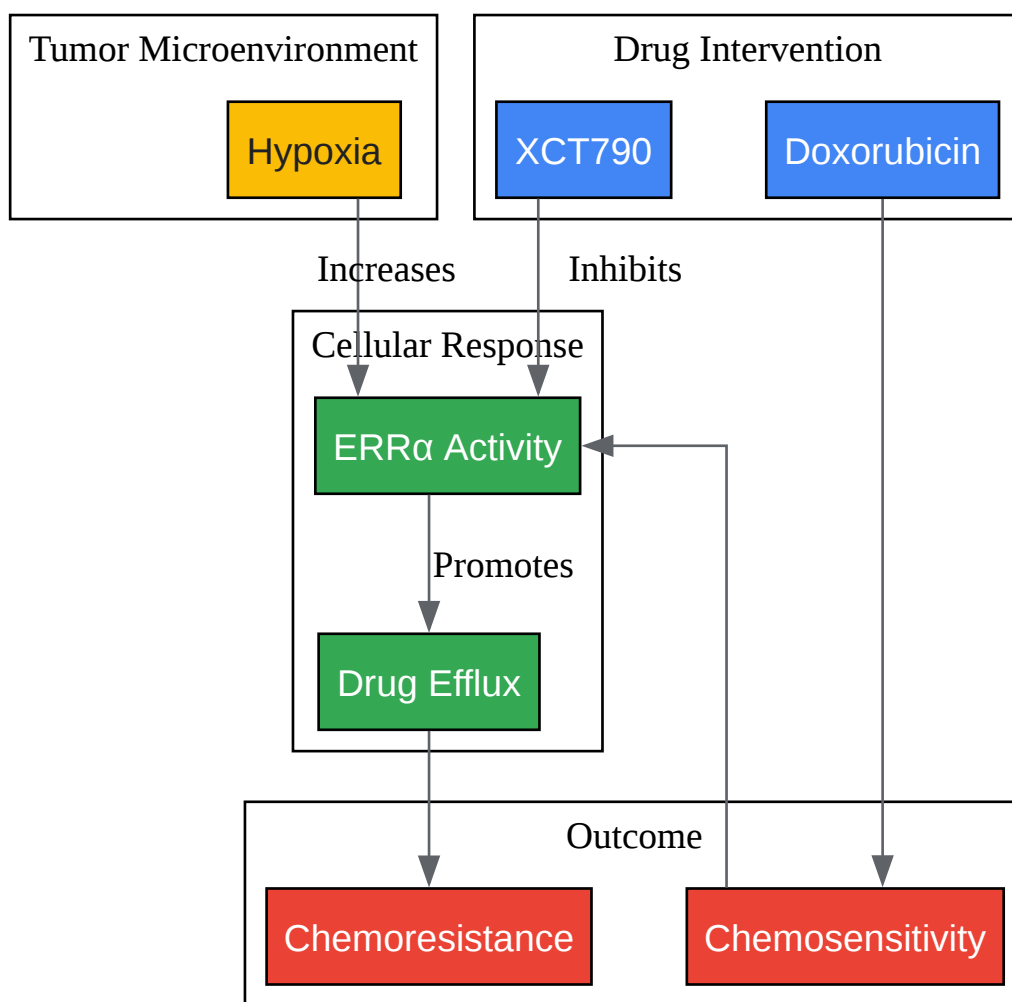 Tumor Microenvironment
Drug Intervention
Hypoxia
XCT790
Doxorubicin
Increases
Inhibits
Cellular Response
ERRα Activity
Promotes
Drug Efflux
Outcome
Chemoresistance
Chemosensitivity